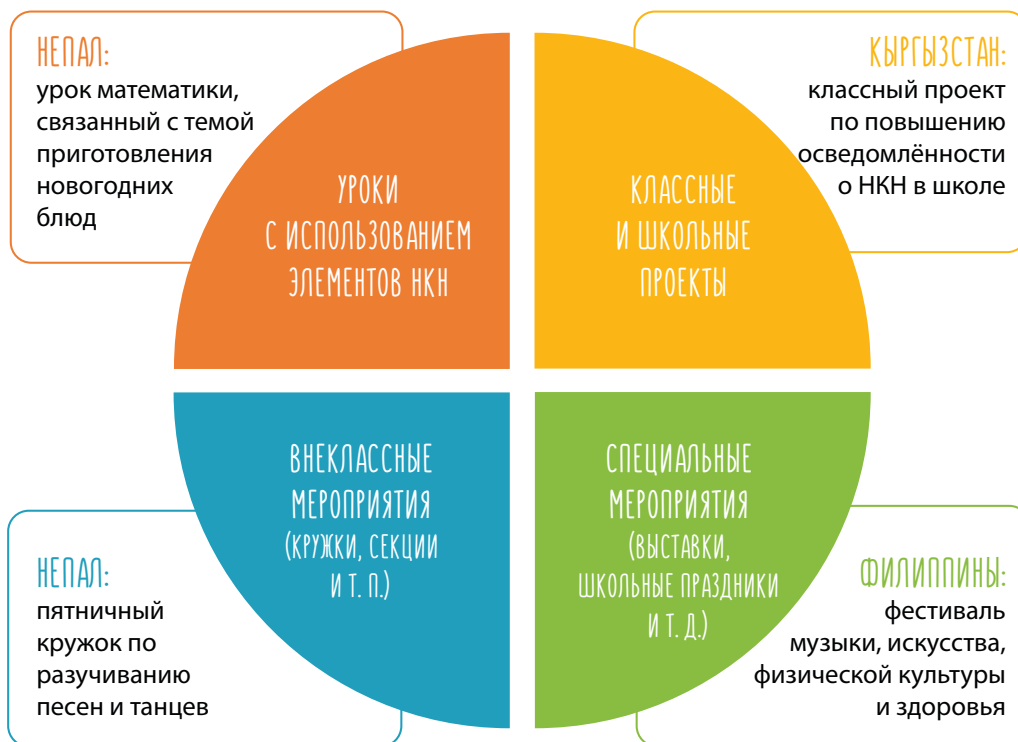 НЕПАЛ:
урок математики,
связанный с темой
приготовления
новогодних
блюд
УРОКИ
С ИСПОЛЬЗОВАНИЕМ
ЭЛЕМЕНТОВ НКН
КЛАССНЫЕ
И ШКОЛЬНЫЕ
ПРОЕКТЫ
КЫРГЫЗСТАН:
классный проект
по повышению
осведомлённости
о НКН в школе
НЕПАЛ:
пятничный
кружок по
разучиванию
песен и танцев
ВНЕКЛАССНЫЕ
МЕРОПРИЯТИЯ
(КРУЖКИ, СЕКЦИИ
И Т. П.)
СПЕЦИАЛЬНЫЕ
МЕРОПРИЯТИЯ
(ВЫСТАВКИ,
ШКОЛЬНЫЕ ПРАЗДНИКИ
И Т. Д.)
ФИЛИППИНЫ:
фестиваль
музыки, искусства,
физической культуры
и здоровья